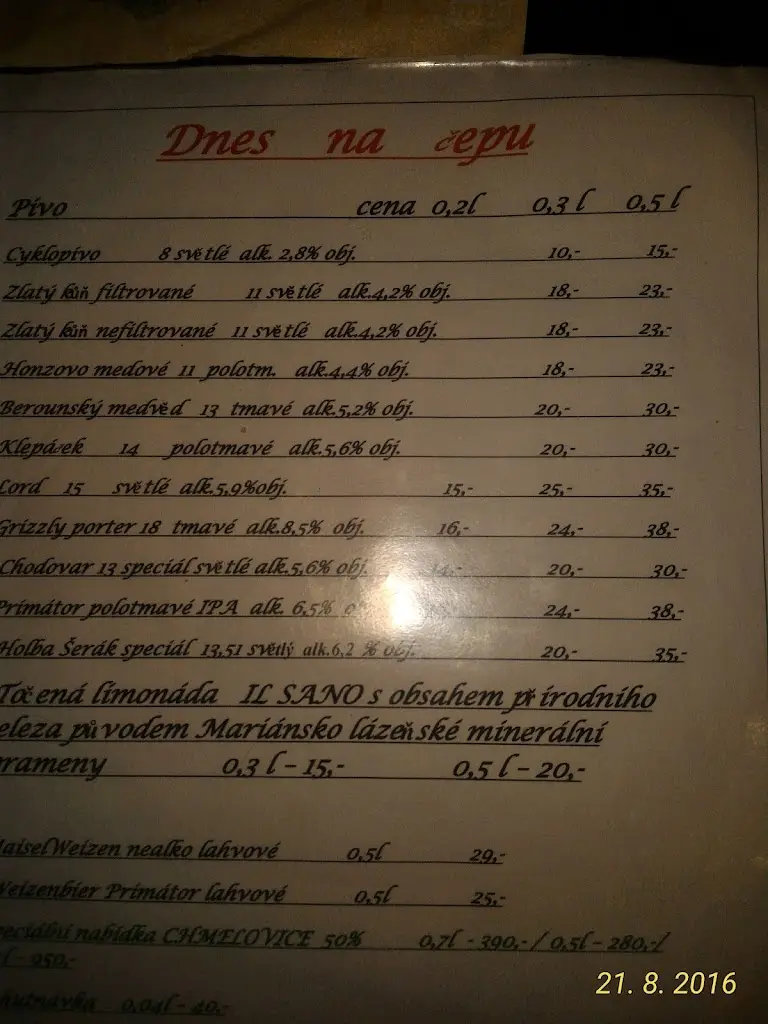 Dnes na čepu
Pivo cena 0,2l 0,3 l 0,5 l
Cyklopivo 8 světlé alk. 2,8% obj. 10,- 15,-
Zlatý kůň filtrované 11 světlé alk.4,2% obj. 18,- 23,-
Zlatý kůň nefiltrované 11 světlé alk.4,2% obj. 18,- 23,-
Honzovo medové 11 polotm. alk.4,4% obj. 18,- 23,-
Berounský medvěd 13 tmavé alk.5,2% obj. 20,- 30,-
Klepáček 14 polotmavé alk.5,6% obj. 20,- 30,-
Lord 15 světlé alk.5,9%obj. 15,- 25,- 35,-
Grizzly porter 18 tmavé alk.8,5% obj. 16,- 24,- 38,-
Chodovar 13 speciál světlé alk.5,6% obj. 14,- 20,- 30,-
Primátor polotmavé IPA alk. 6,5% 24,- 38,-
Holba Šerák speciál 13,51 světlý alk.6,2 % obj. 20,- 35,-
Točená limonáda IL SANO s obsahem přírodního
eleza původem Mariánsko lázeňské minerální
prameny 0,3 l – 15,- 0,5 l – 20,-
Maisel Weizen nealko lahvové 0,5l 29,-
Weizenbier Primátor lahvové 0,5l 25,-
peciální nabídka CHMELOVICE 50% 0,7l - 390,- / 0,5l – 280,-/
l – 950,-
hutnávka 0,04l – 40,-
21. 8. 2016